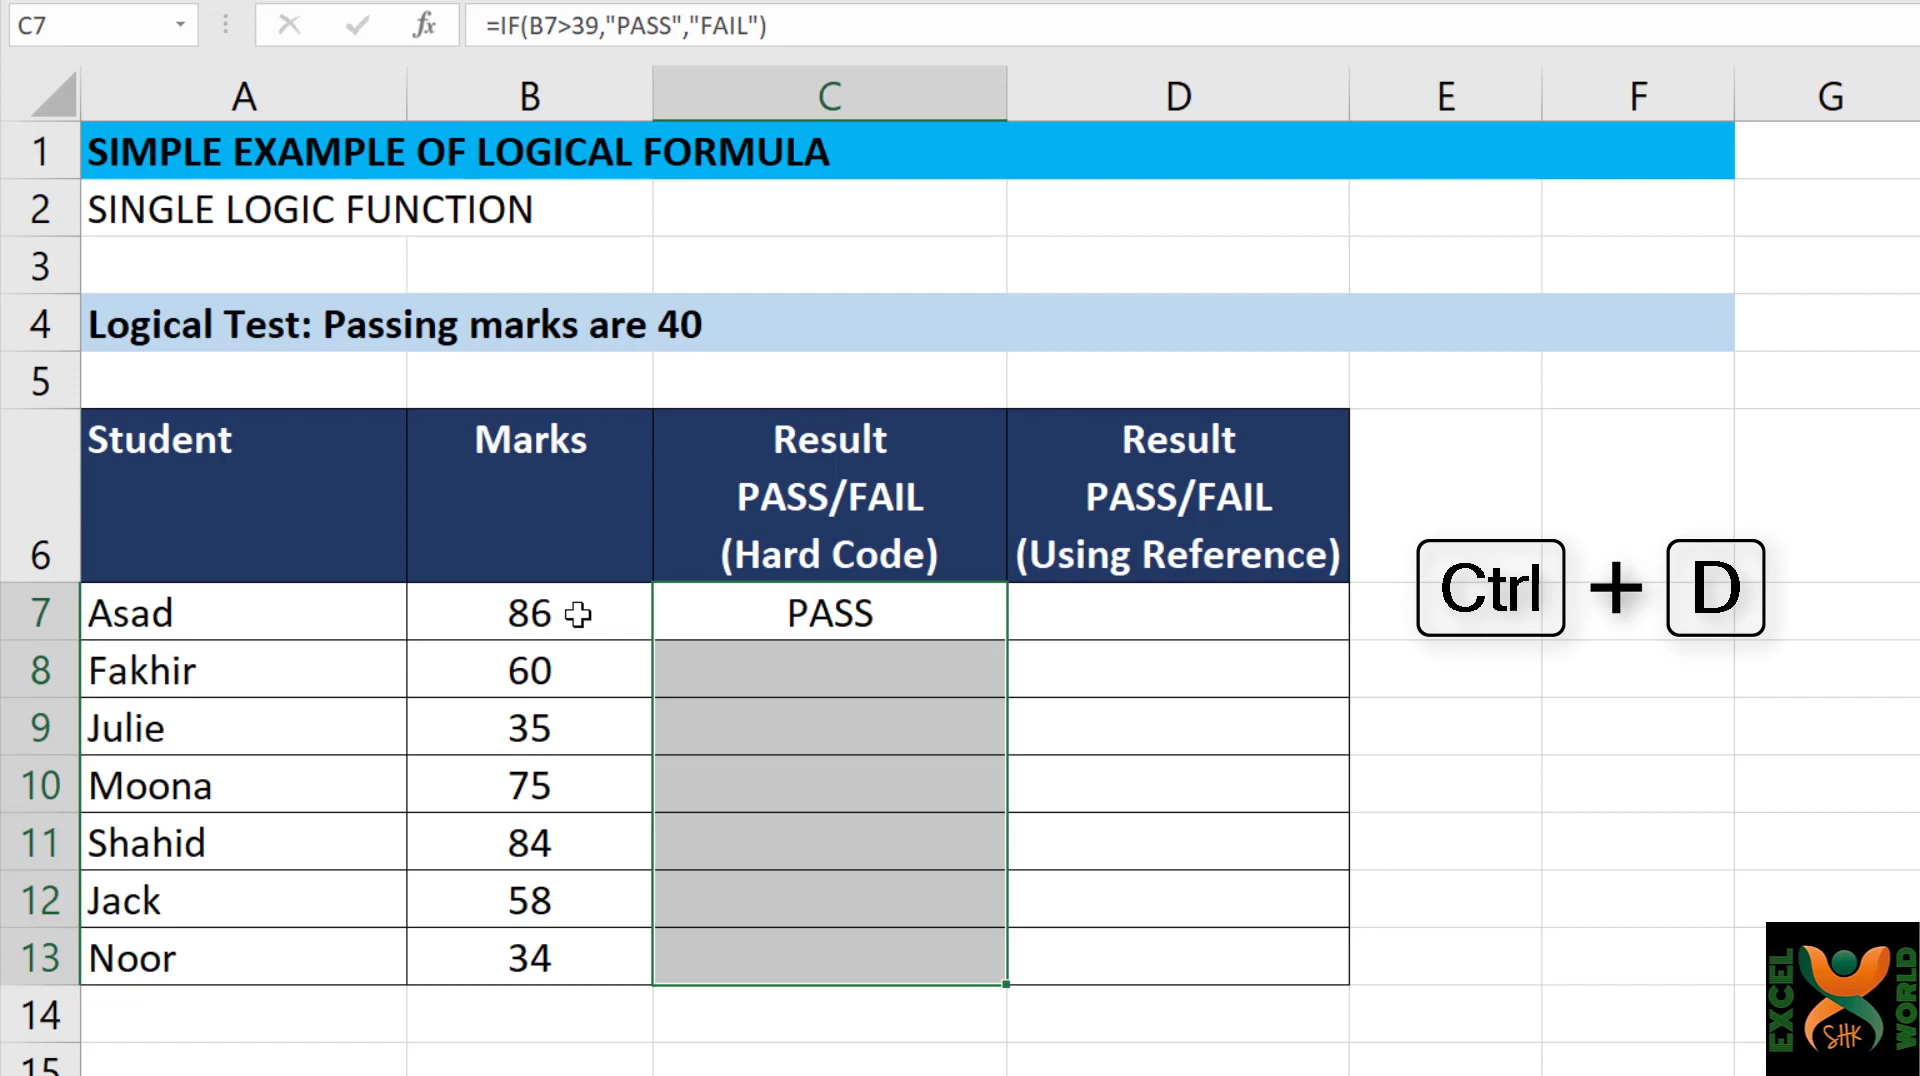 C7 fx =IF(B7>39,"PASS","FAIL")
A B C D E F G
1 SIMPLE EXAMPLE OF LOGICAL FORMULA
2 SINGLE LOGIC FUNCTION
3
4 Logical Test: Passing marks are 40
5
Student Marks Result Result
PASS/FAIL PASS/FAIL
6 (Hard Code) (Using Reference)
Ctrl + D
7 Asad 86 PASS
8 Fakhir 60
9 Julie 35
10 Moona 75
11 Shahid 84
12 Jack 58
13 Noor 34
14
15
EXCEL
WORLD
SHK